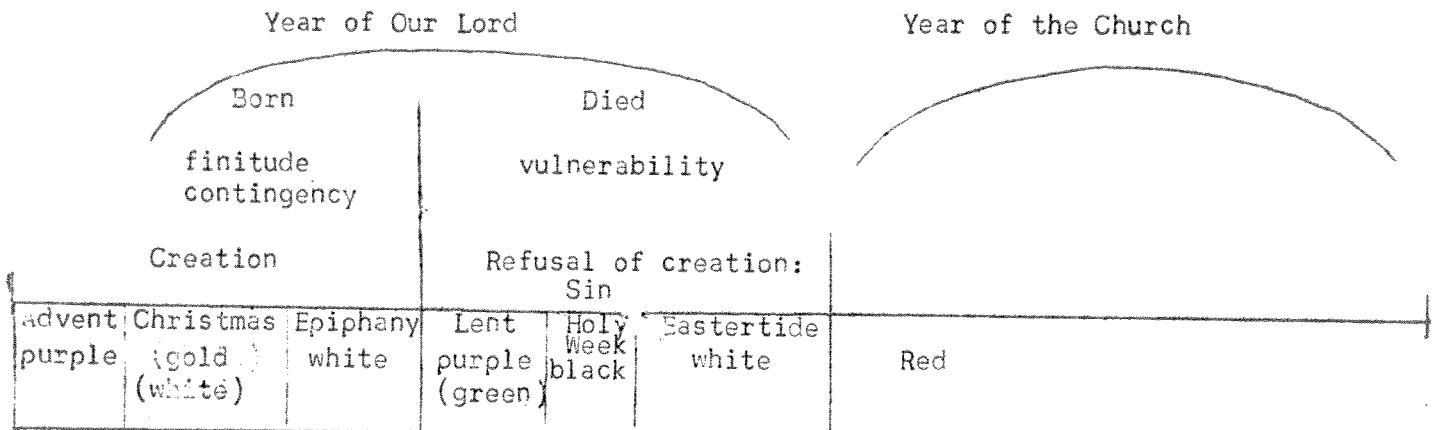 Year of Our Lord Year of the Church
Born Died
finitude vulnerability
contingency
Creation Refusal of creation:
Sin
Advent Christmas Epiphany Lent Holy Eastertide
Week
purple (gold) white purple black white Red
(white) (green)